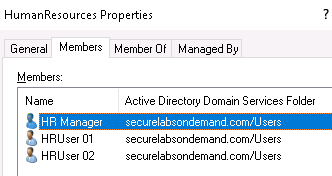 HumanResources Properties ?
General Members Member Of Managed By
Members:
Name Active Directory Domain Services Folder
HR Manager securelabsondemand.com/Users
HRUser 01 securelabsondemand.com/Users
HRUser 02 securelabsondemand.com/Users